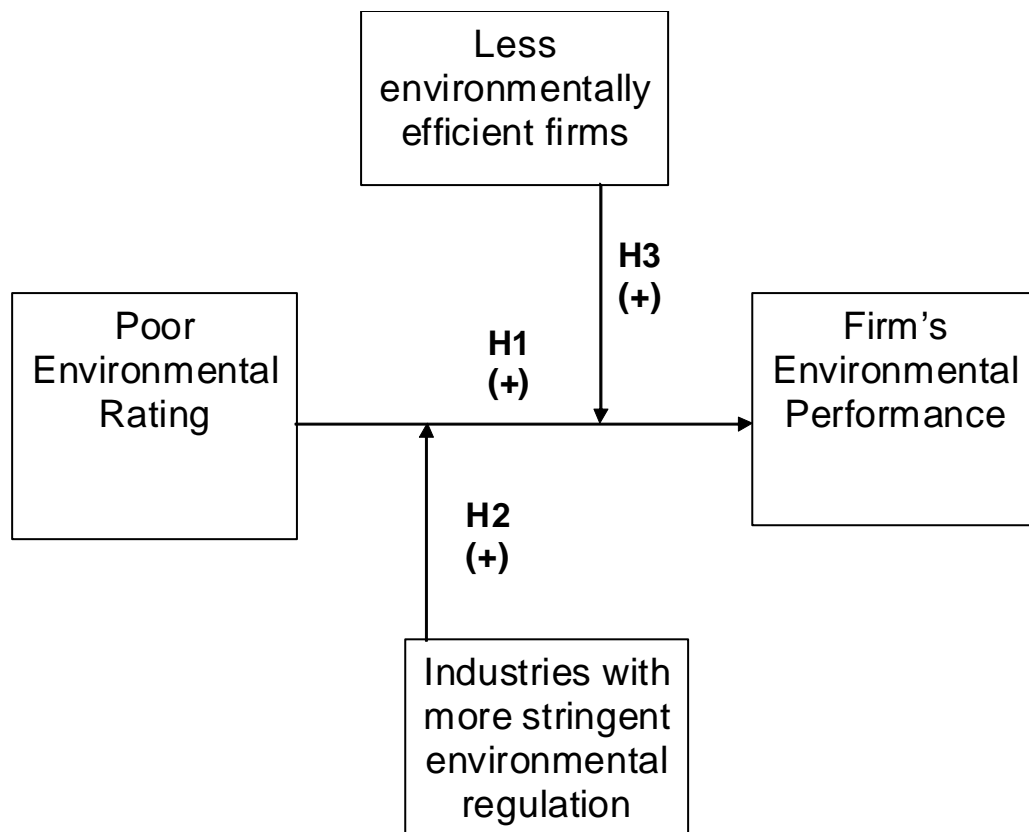 Less
environmentally
efficient firms
H3
(+)
Poor
Environmental
Rating
H1
(+)
Firm’s
Environmental
Performance
H2
(+)
Industries with
more stringent
environmental
regulation